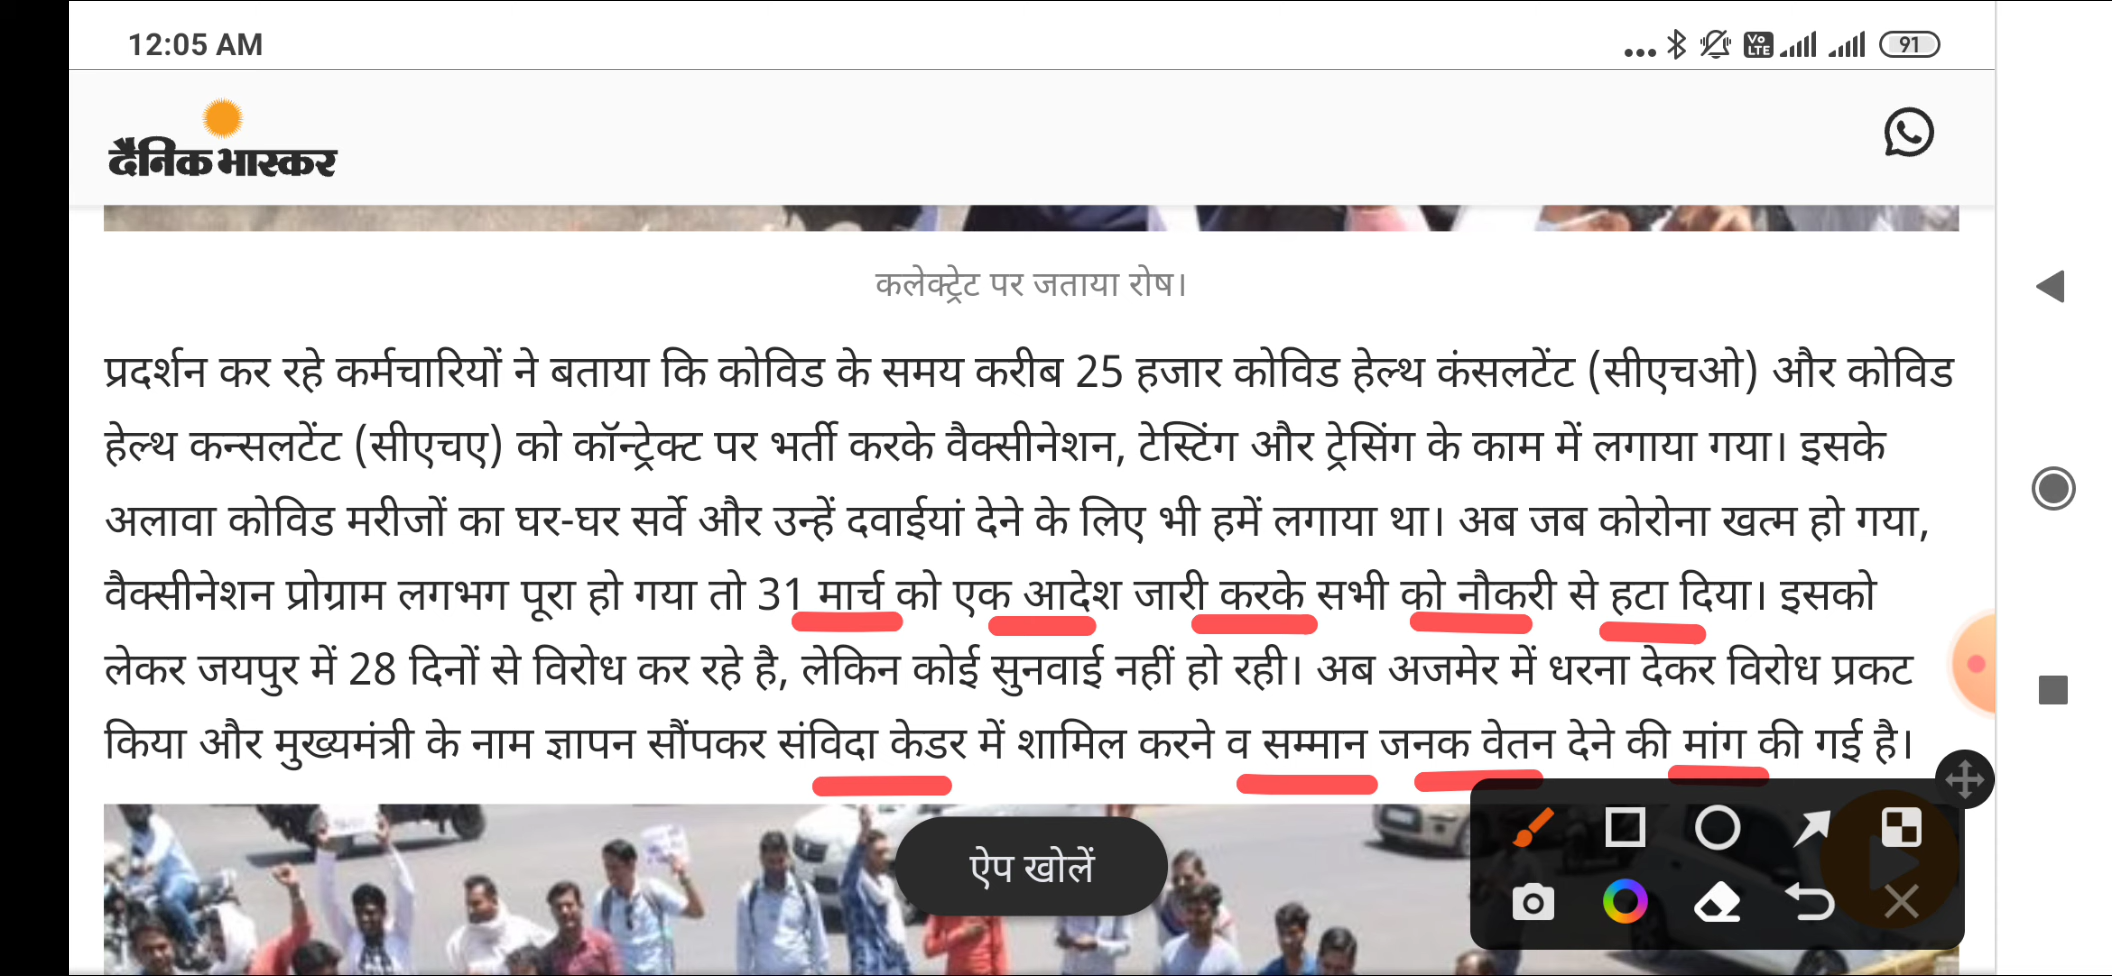 12:05 AM
Vo LTE
91
दैनिक भास्कर
कलेक्ट्रेट पर जताया रोष।
प्रदर्शन कर रहे कर्मचारियों ने बताया कि कोविड के समय करीब 25 हजार कोविड हेल्थ कंसलटेंट (सीएचओ) और कोविड
हेल्थ कन्सलटेंट (सीएचए) को कॉन्ट्रेक्ट पर भर्ती करके वैक्सीनेशन, टेस्टिंग और ट्रेसिंग के काम में लगाया गया। इसके
अलावा कोविड मरीजों का घर-घर सर्वे और उन्हें दवाईयां देने के लिए भी हमें लगाया था। अब जब कोरोना खत्म हो गया,
वैक्सीनेशन प्रोग्राम लगभग पूरा हो गया तो 31 मार्च को एक आदेश जारी करके सभी को नौकरी से हटा दिया। इसको
लेकर जयपुर में 28 दिनों से विरोध कर रहे है, लेकिन कोई सुनवाई नहीं हो रही। अब अजमेर में धरना देकर विरोध प्रकट
किया और मुख्यमंत्री के नाम ज्ञापन सौंपकर संविदा केडर में शामिल करने व सम्मान जनक वेतन देने की मांग की गई है।
ऐप खोलें